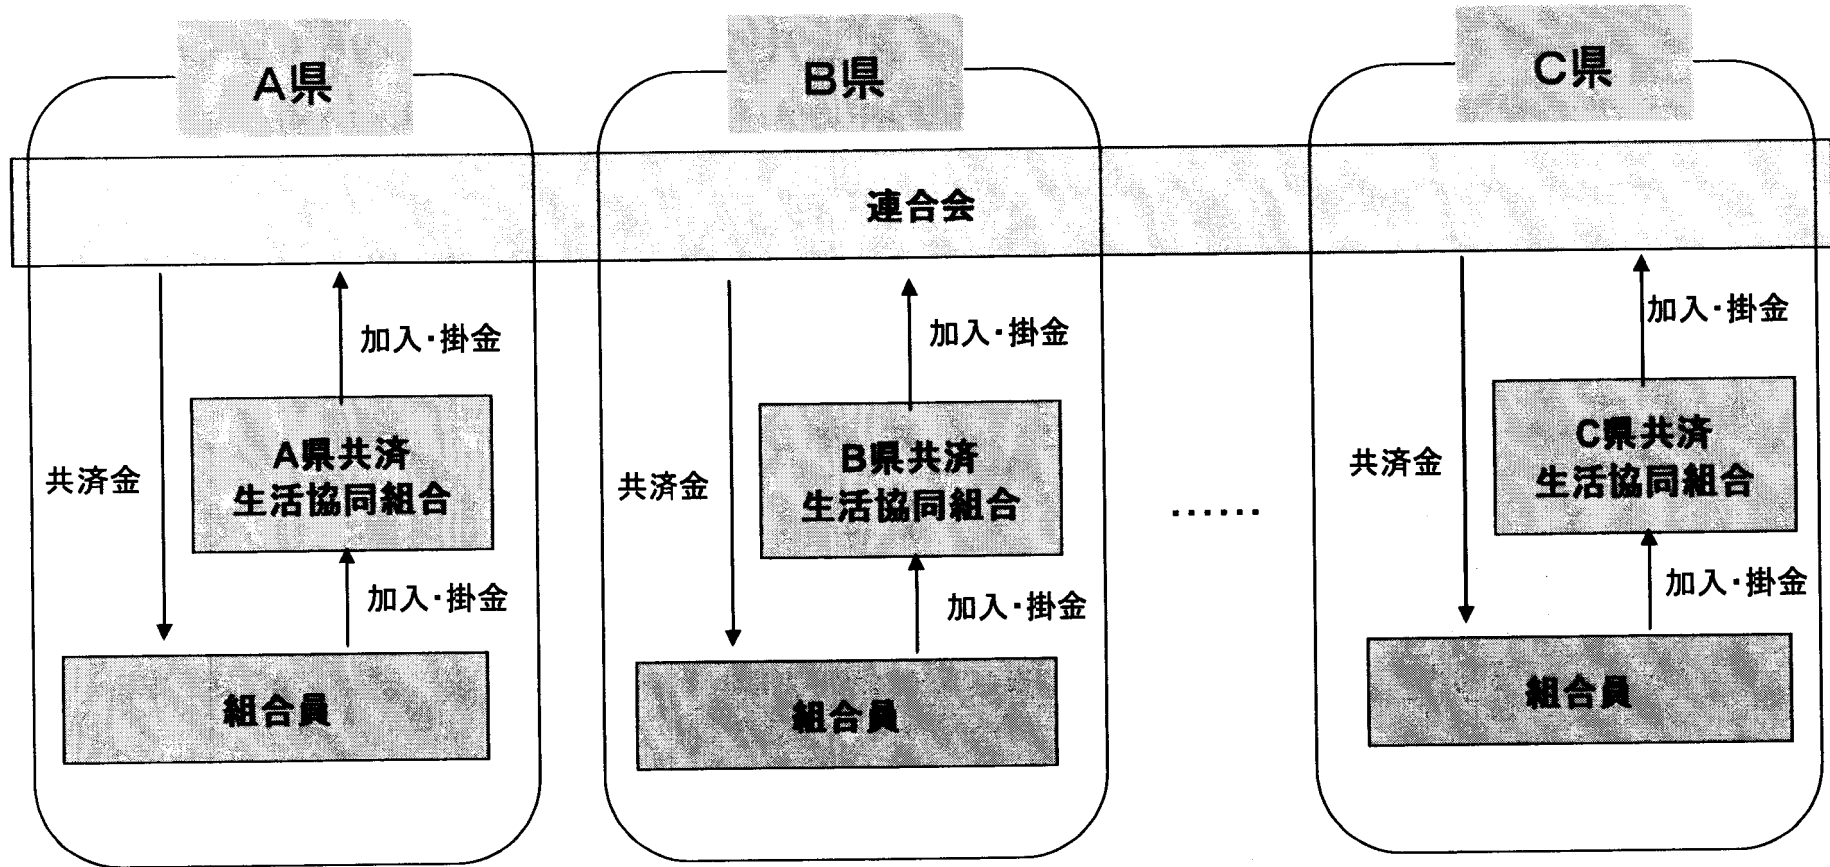 A県
B県
C県
連合会
加入・掛金
共済金
A県共済
生活協同組合
加入・掛金
組合員
加入・掛金
共済金
B県共済
生活協同組合
加入・掛金
組合員
……
加入・掛金
共済金
C県共済
生活協同組合
加入・掛金
組合員